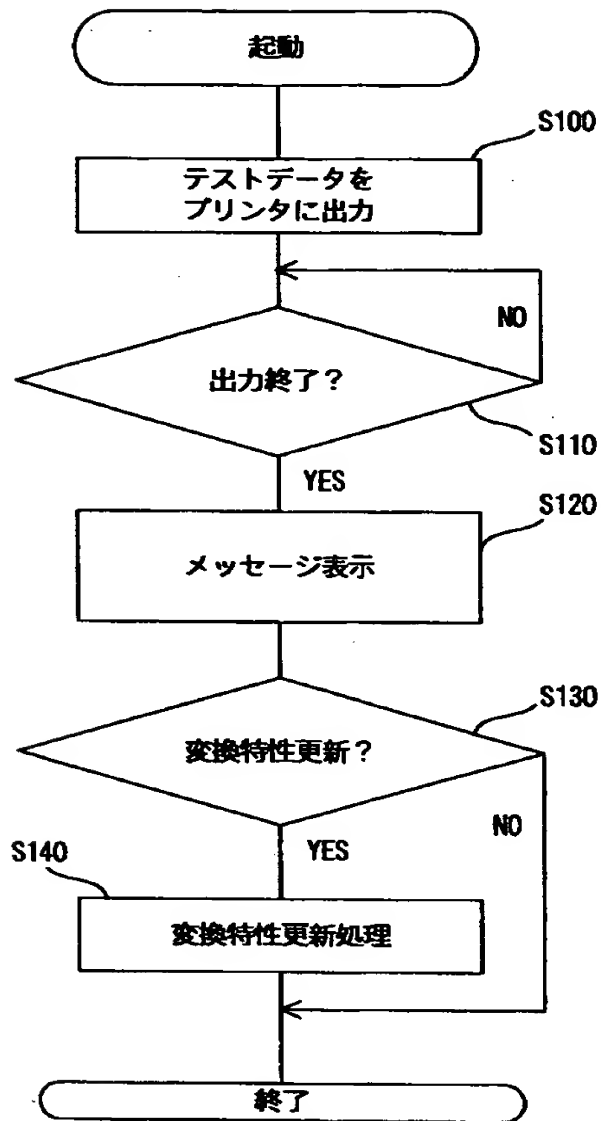 起動
S100
テストデータを
プリンタに出力
NO
出力終了?
S110
YES
S120
メッセージ表示
S130
変換特性更新?
NO
YES
S140
変換特性更新処理
終了